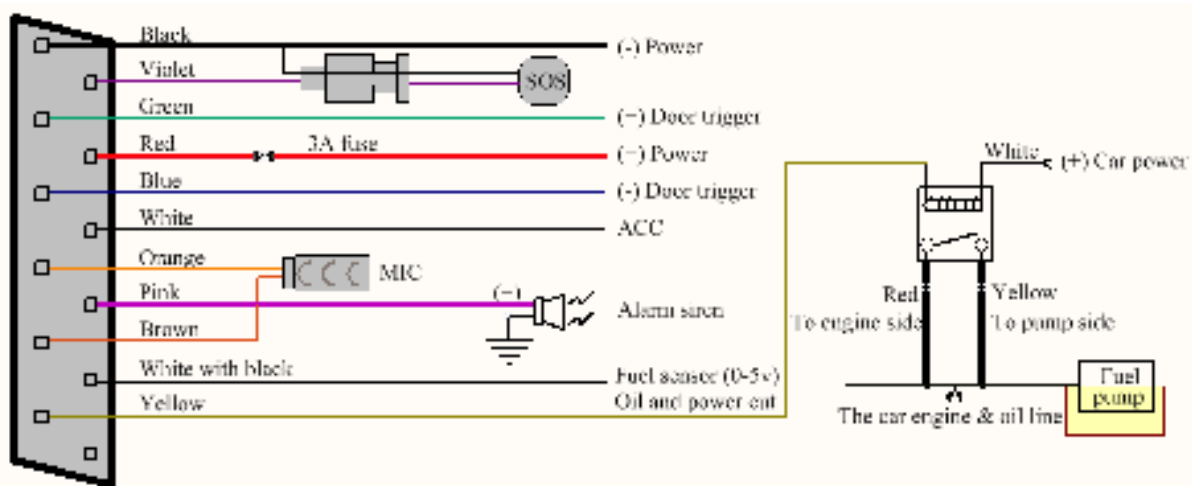 Black
(-) Power
Violet
SOS
Green
(+) Door trigger
Red
3A fuse
(+) Power
White
(+) Car power
Blue
(-) Door trigger
White
ACC
Orange
MIC
Pink
(+)
Alarm siren
Red
Yellow
To engine side
To pump side
Brown
White with black
Fuel sensor (0-5v)
Fuel
pump
Yellow
Oil and power cut
The car engine & oil line